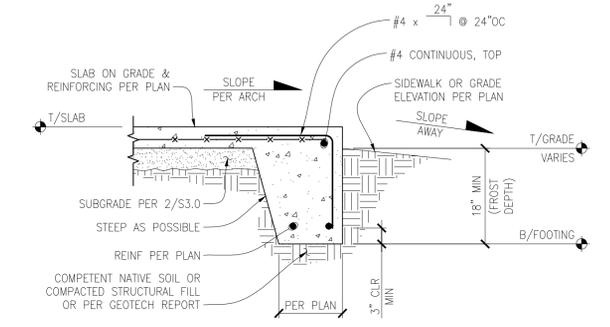 24"
#4 x @ 24"OC
#4 CONTINUOUS, TOP
SLAB ON GRADE &
REINFORCING PER PLAN
SLOPE
PER ARCH
SIDEWALK OR GRADE
ELEVATION PER PLAN
T/SLAB
SLOPE
AWAY
T/GRADE
VARIES
SUBGRADE PER 2/S3.0
STEEP AS POSSIBLE
18" MIN
(FROST
DEPTH)
REINF PER PLAN
B/FOOTING
COMPETENT NATIVE SOIL OR
COMPACTED STRUCTURAL FILL
OR PER GEOTECH REPORT
PER PLAN
3" CLR
MIN